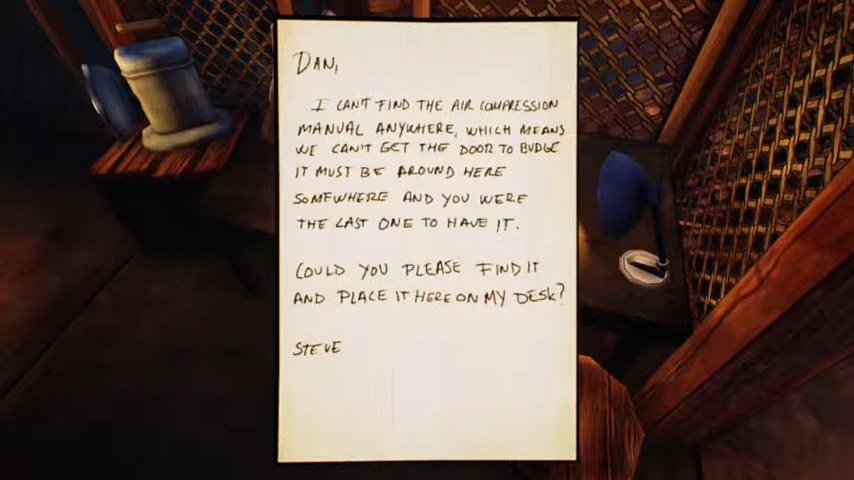 DAN,
I CAN'T FIND THE AIR COMPRESSION
MANUAL ANYWHERE, WHICH MEANS
WE CAN'T GET THE DOOR TO BUDGE
IT MUST BE AROUND HERE
SOMEWHERE AND YOU WERE
THE LAST ONE TO HAVE IT.
COULD YOU PLEASE FIND IT
AND PLACE IT HERE ON MY DESK?
STEVE